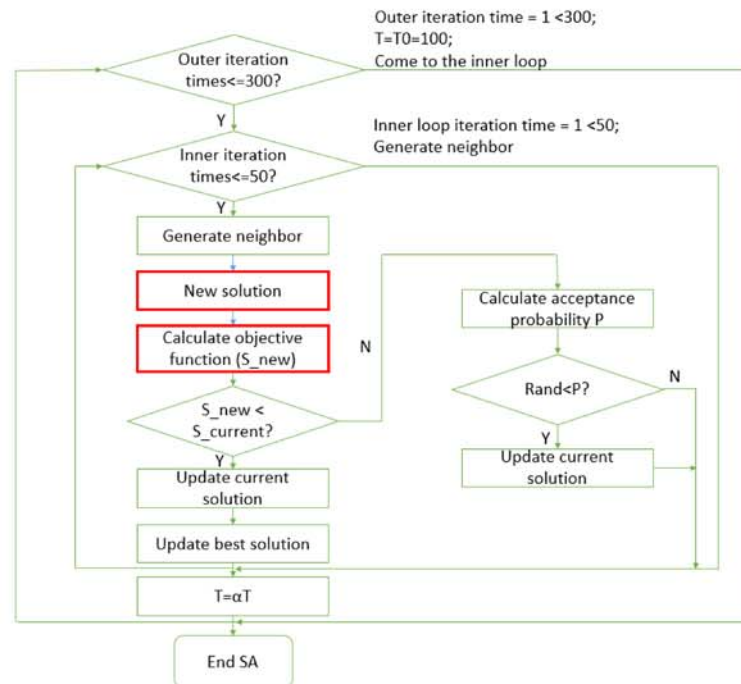 Outer iteration time = 1 <300;
T=T0=100;
Come to the inner loop
Outer iteration
times<=300?
Y
Inner loop iteration time = 1 <50;
Generate neighbor
Inner iteration
times<=50?
Y
Generate neighbor
New solution
Calculate objective
function (S_new)
N
Calculate acceptance
probability P
S_new <
S_current?
Rand<P?
N
Y
Y
Update current
solution
Update current
solution
Update best solution
T=αT
End SA